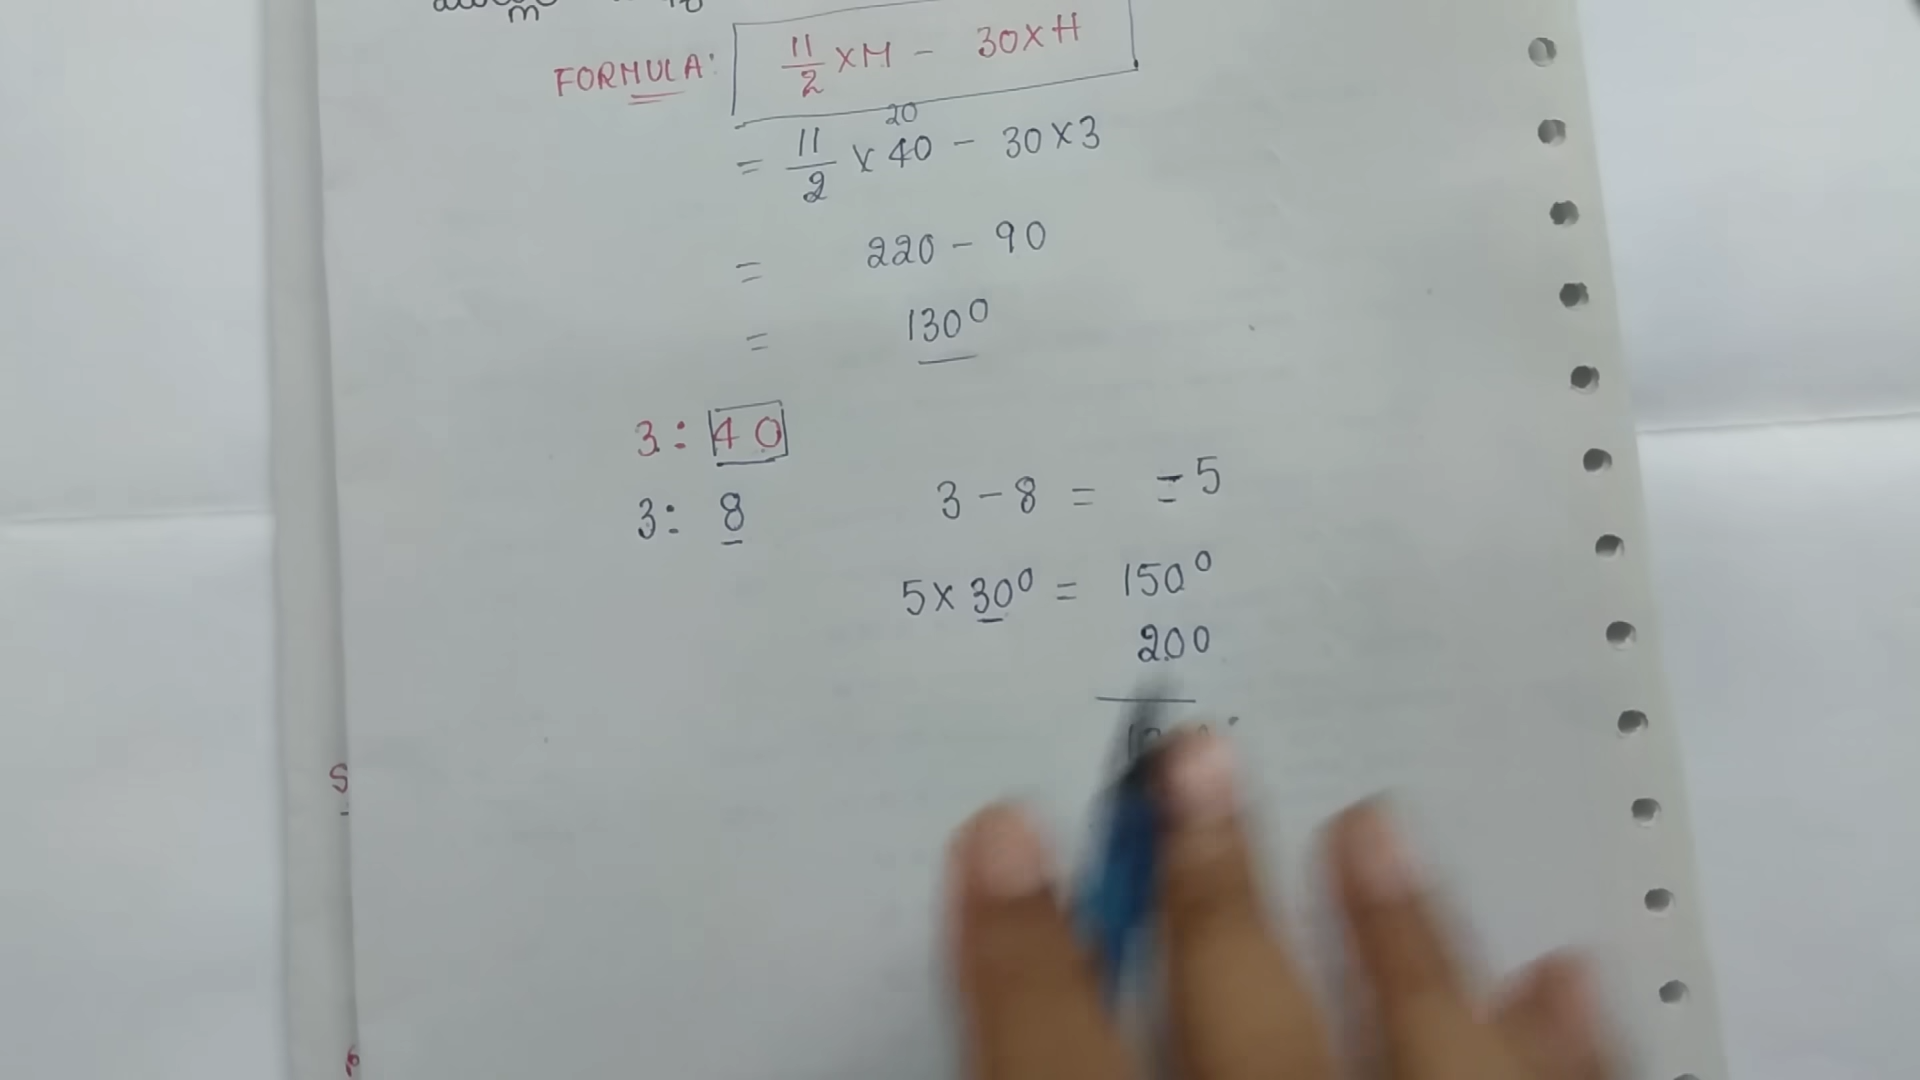 m
FORMULA: 11/2 × M - 30 × H
20
= 11/2 × 40 - 30 × 3
= 220 - 90
= 130°
3: 40
3: 8 3 - 8 = - 5
5 × 30° = 150°
20°
S